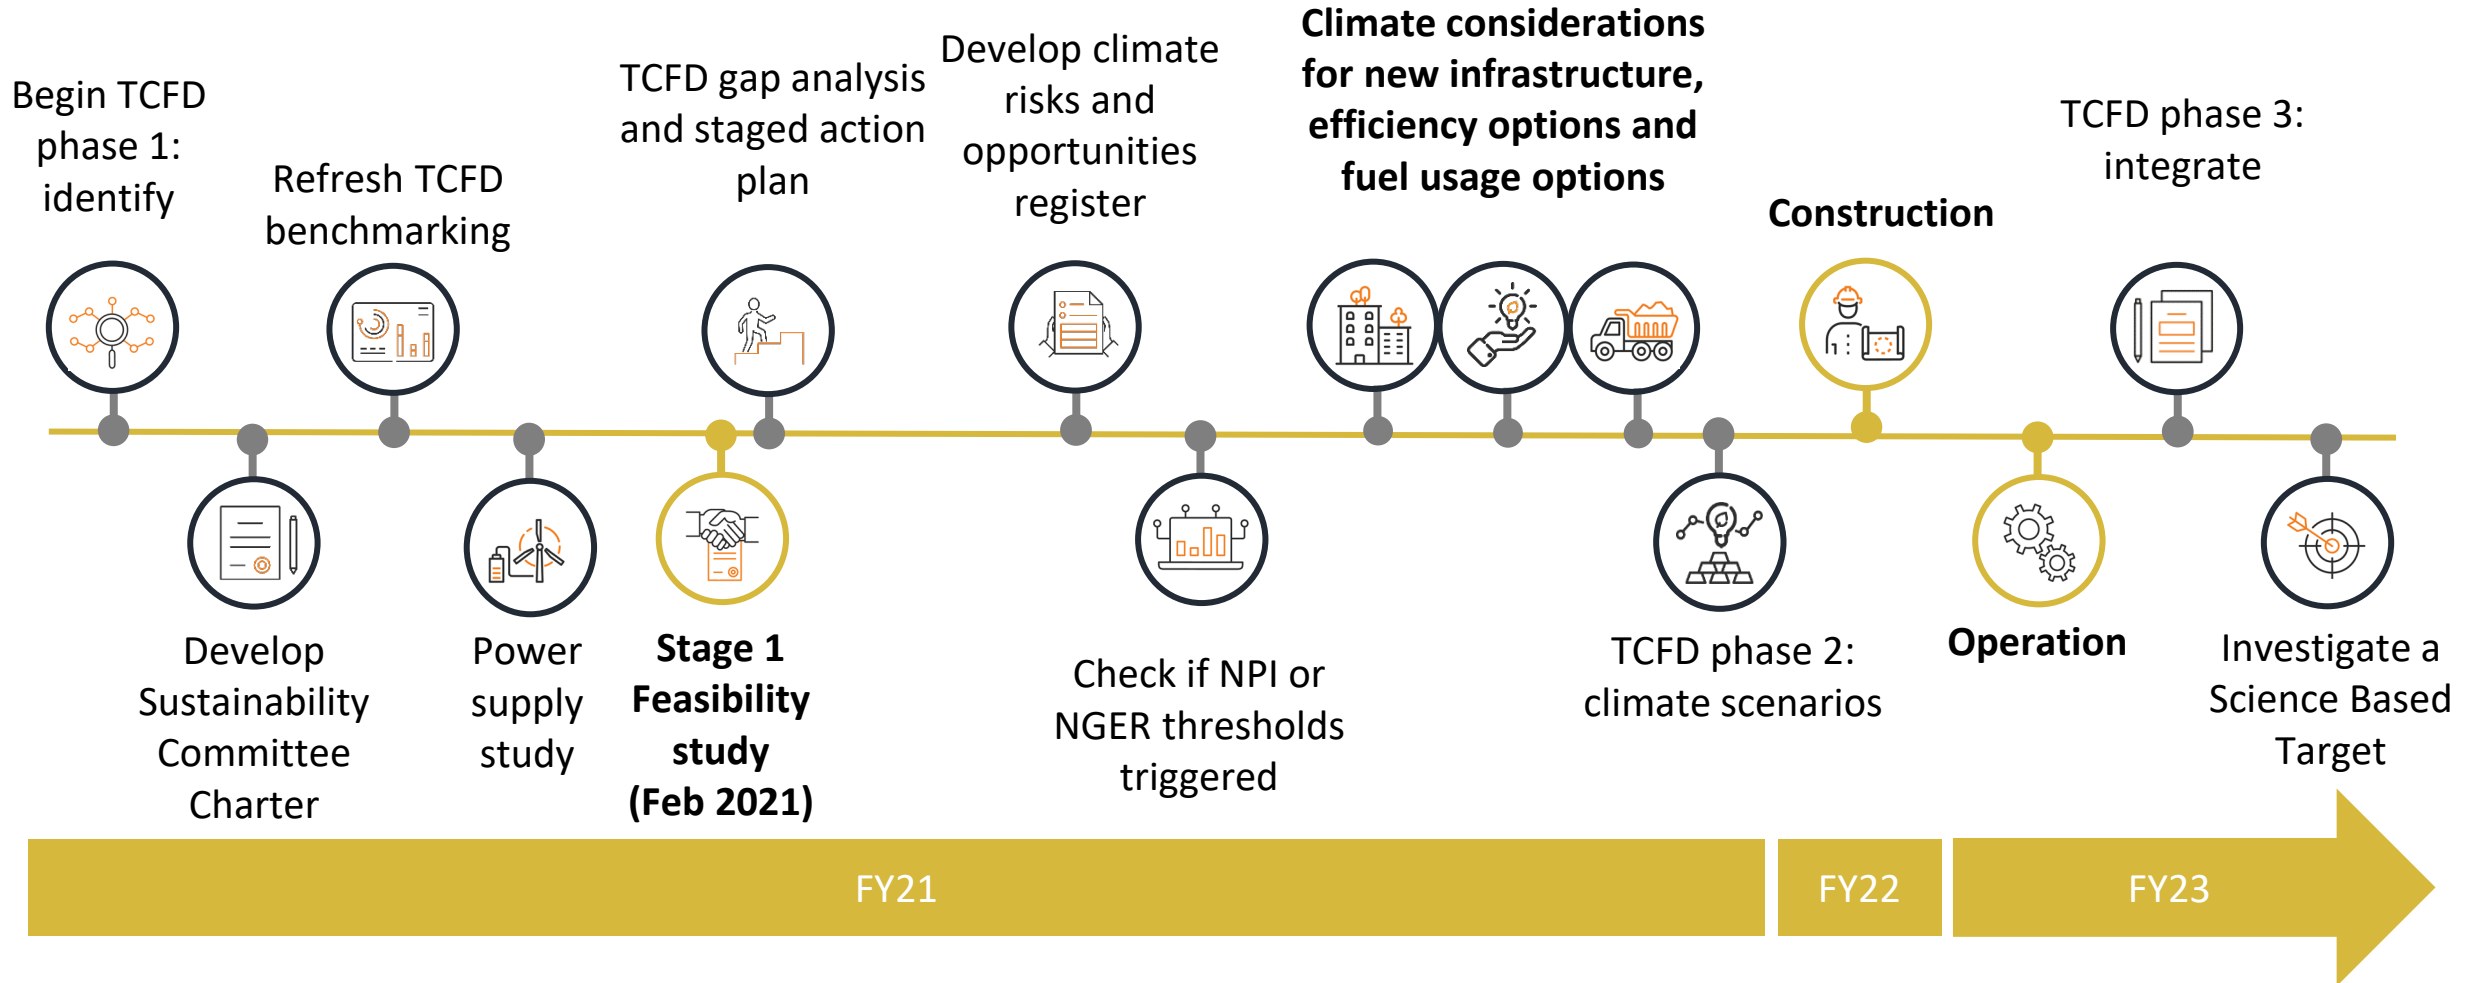 Begin TCFD
phase 1:
identify
Refresh TCFD
benchmarking
TCFD gap analysis
and staged action
plan
Develop climate
risks and
opportunities
register
Climate considerations
for new infrastructure,
efficiency options and
fuel usage options
Construction
TCFD phase 3:
integrate
Develop
Sustainability
Committee
Charter
Power
supply
study
Stage 1
Feasibility
study
(Feb 2021)
Check if NPI or
NGER thresholds
triggered
TCFD phase 2:
climate scenarios
Operation
Investigate a
Science Based
Target
FY21
FY22
FY23